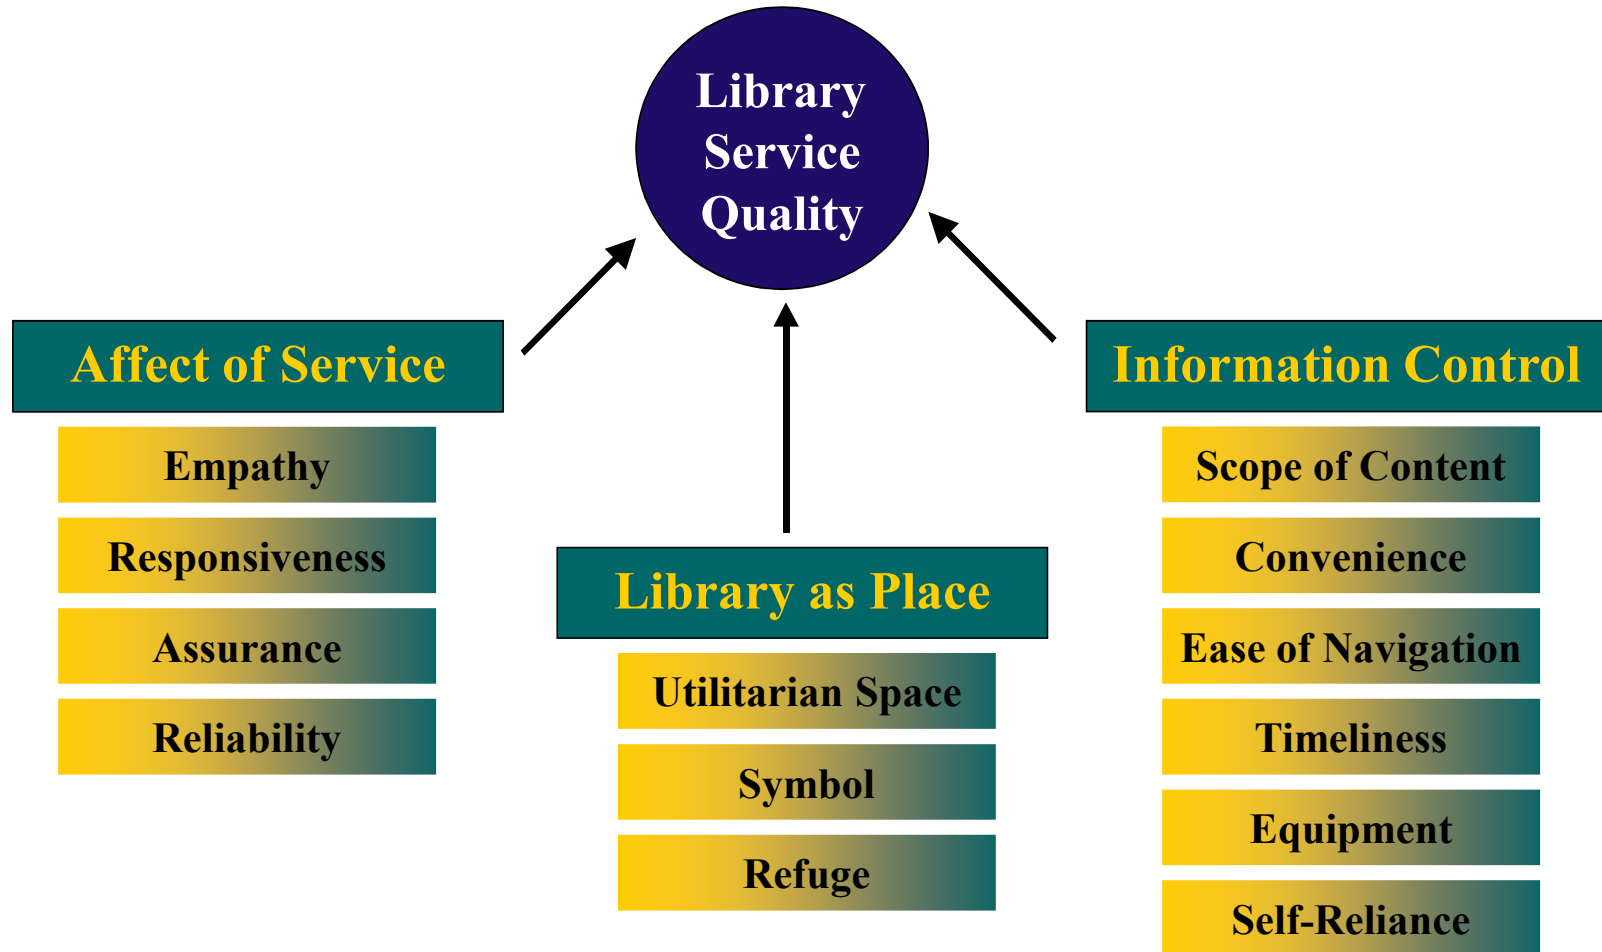 Library
Service
Quality
Affect of Service
Empathy
Responsiveness
Assurance
Reliability
Library as Place
Utilitarian Space
Symbol
Refuge
Information Control
Scope of Content
Convenience
Ease of Navigation
Timeliness
Equipment
Self-Reliance